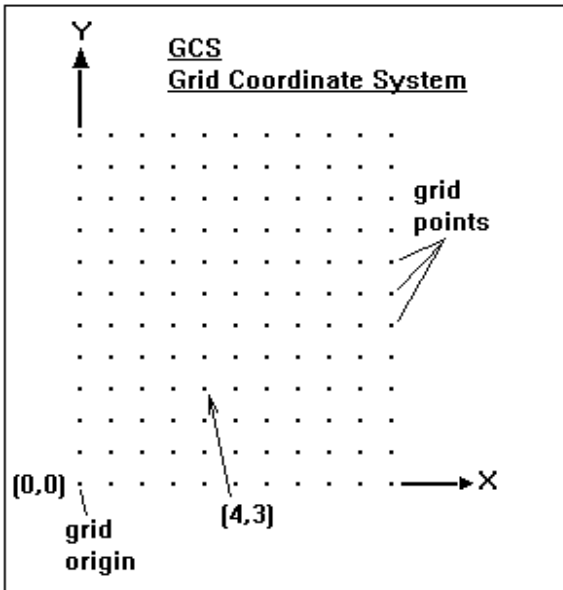 Y
GCS
Grid Coordinate System
grid
points
(0,0)
X
(4,3)
grid
origin